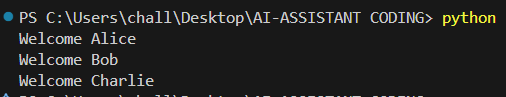 PS C:\Users\chall\Desktop\AI-ASSISTANT CODING> python
Welcome Alice
Welcome Bob
Welcome Charlie